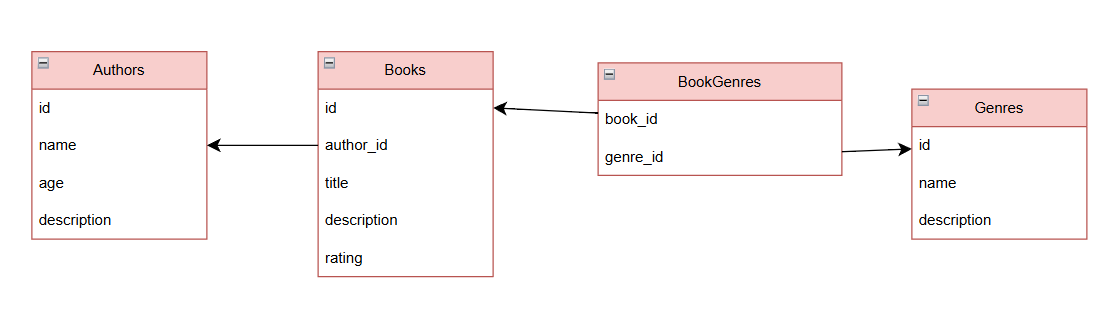 Authors
id
name
age
description
Books
id
author_id
title
description
rating
BookGenres
book_id
genre_id
Genres
id
name
description